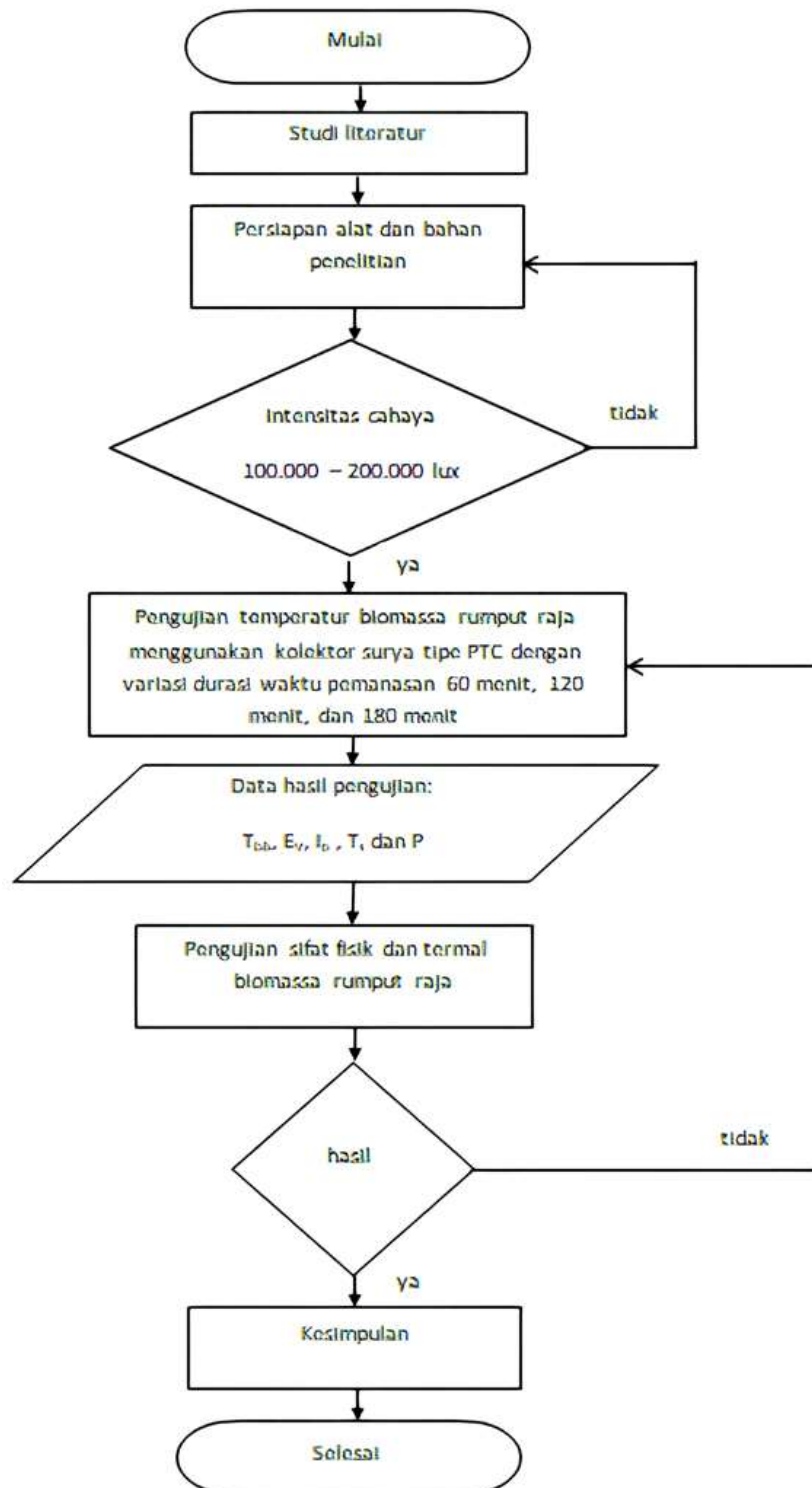 Mulai
Studi literatur
Persiapan alat dan bahan
penelitian
Intensitas cahaya
tidak
100.000 – 200.000 lux
ya
Pengujian temperatur biomassa rumput raja
menggunakan kolektor surya tipe PTC dengan
variasi durasi waktu pemanasan 60 menit, 120
menit, dan 180 menit
Data hasil pengujian:
dan P
Pengujian sifat fisik dan termal
biomassa rumput raja
hasil
tidak
ya
Kesimpulan
Selesai